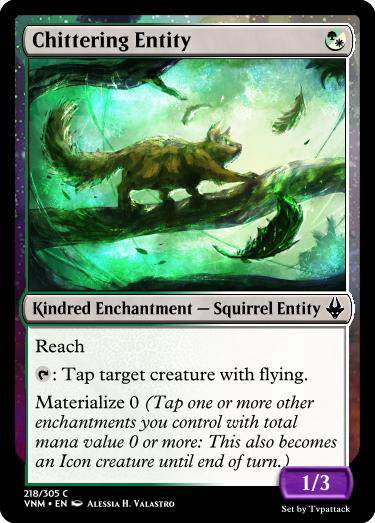 Chittering Entity
Kindred Enchantment — Squirrel Entity
Reach
: Tap target creature with flying.
Materialize 0 (Tap one or more other
enchantments you control with total
mana value 0 or more: This also becomes
an Icon creature until end of turn.)
1/3
218/305 C
VNM • EN Alessia H. Valastro
Set by Tvpattack